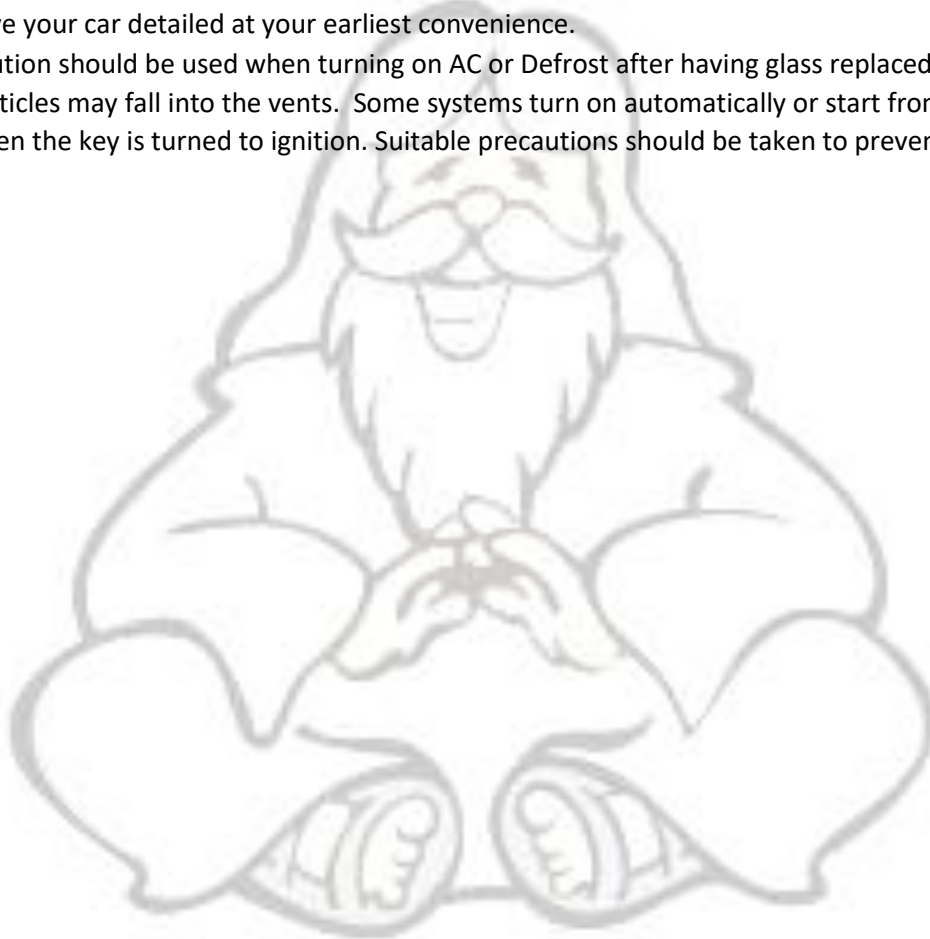 ve your car detailed at your earliest convenience.
ution should be used when turning on AC or Defrost after having glass replaced
ticles may fall into the vents.  Some systems turn on automatically or start fron
en the key is turned to ignition. Suitable precautions should be taken to prever